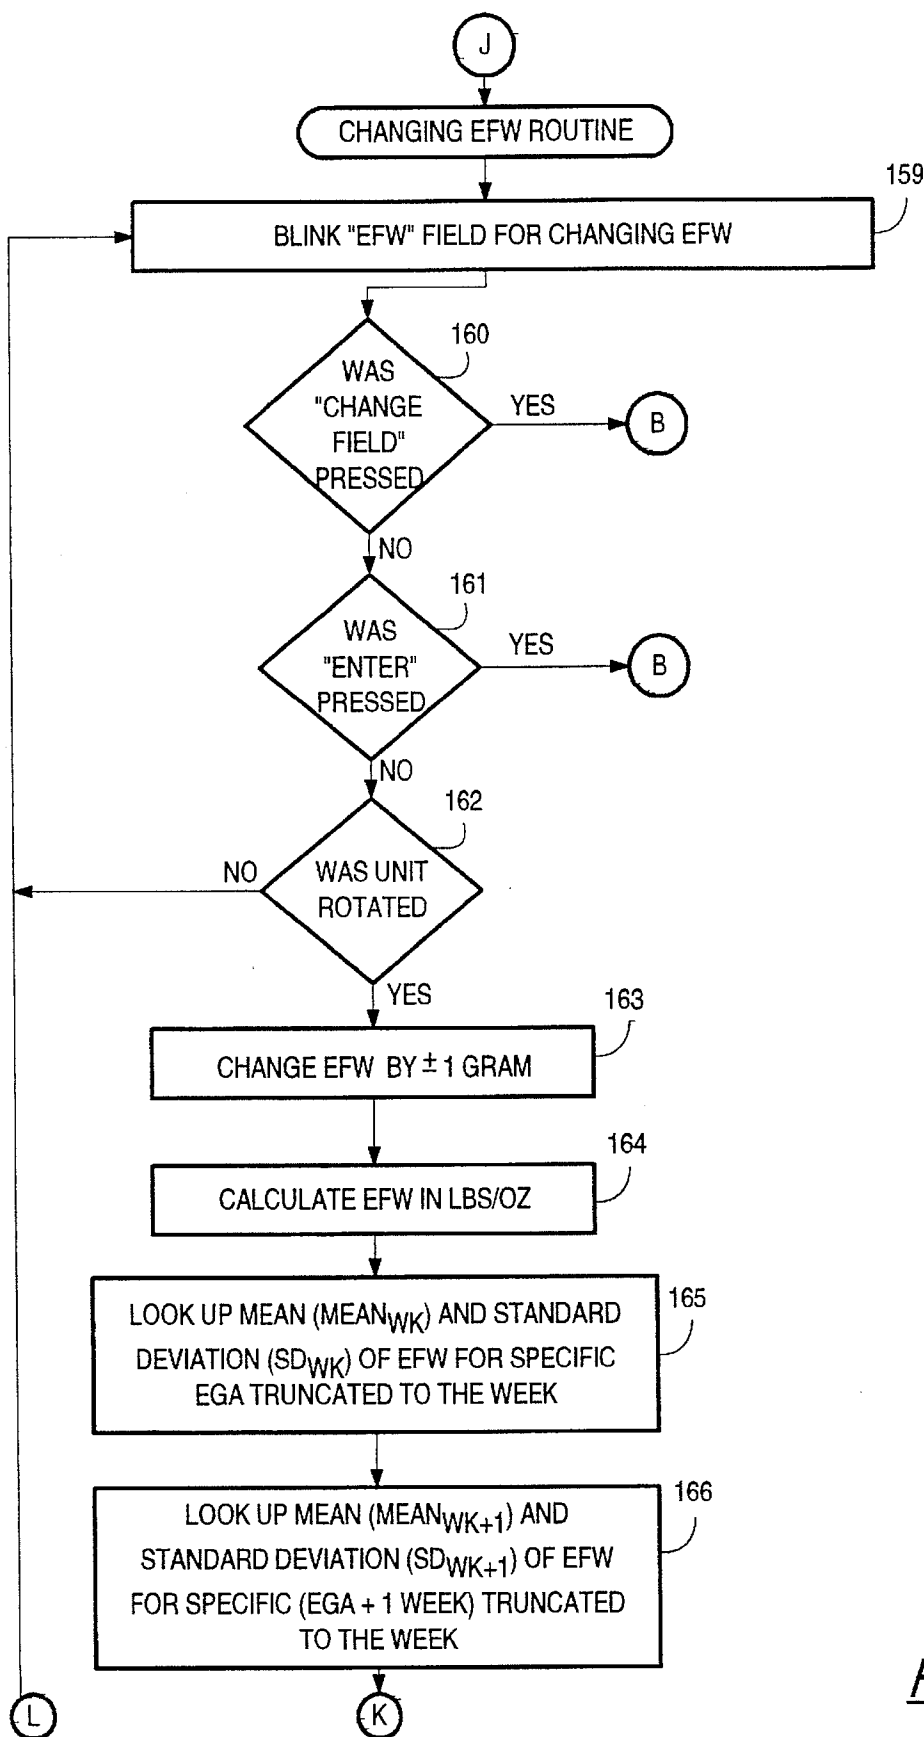 J
CHANGING EFW ROUTINE
159
BLINK "EFW" FIELD FOR CHANGING EFW
160
WAS
"CHANGE
FIELD"
PRESSED
YES
B
NO
161
WAS
"ENTER"
PRESSED
YES
B
NO
162
WAS UNIT
ROTATED
NO
YES
163
CHANGE EFW BY ± 1 GRAM
164
CALCULATE EFW IN LBS/OZ
165
LOOK UP MEAN (MEAN_WK) AND STANDARD
DEVIATION (SD_WK) OF EFW FOR SPECIFIC
EGA TRUNCATED TO THE WEEK
166
LOOK UP MEAN (MEAN_WK+1) AND
STANDARD DEVIATION (SD_WK+1) OF EFW
FOR SPECIFIC (EGA + 1 WEEK) TRUNCATED
TO THE WEEK
L
K